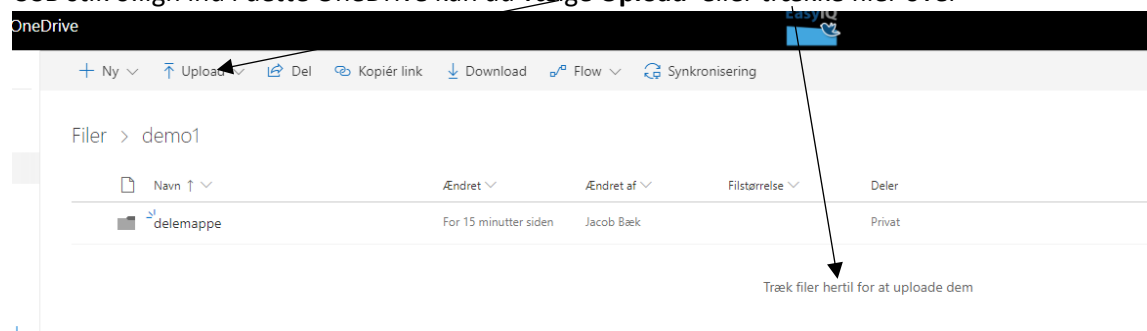 OneDrive
EasyIQ
Ny Upload Del Kopiér link Download Flow Synkronisering
Filer > demo1
Navn ↑ Ændret Ændret af Filstørrelse Deler
delemappe For 15 minutter siden Jacob Bæk Privat
Træk filer hertil for at uploade dem